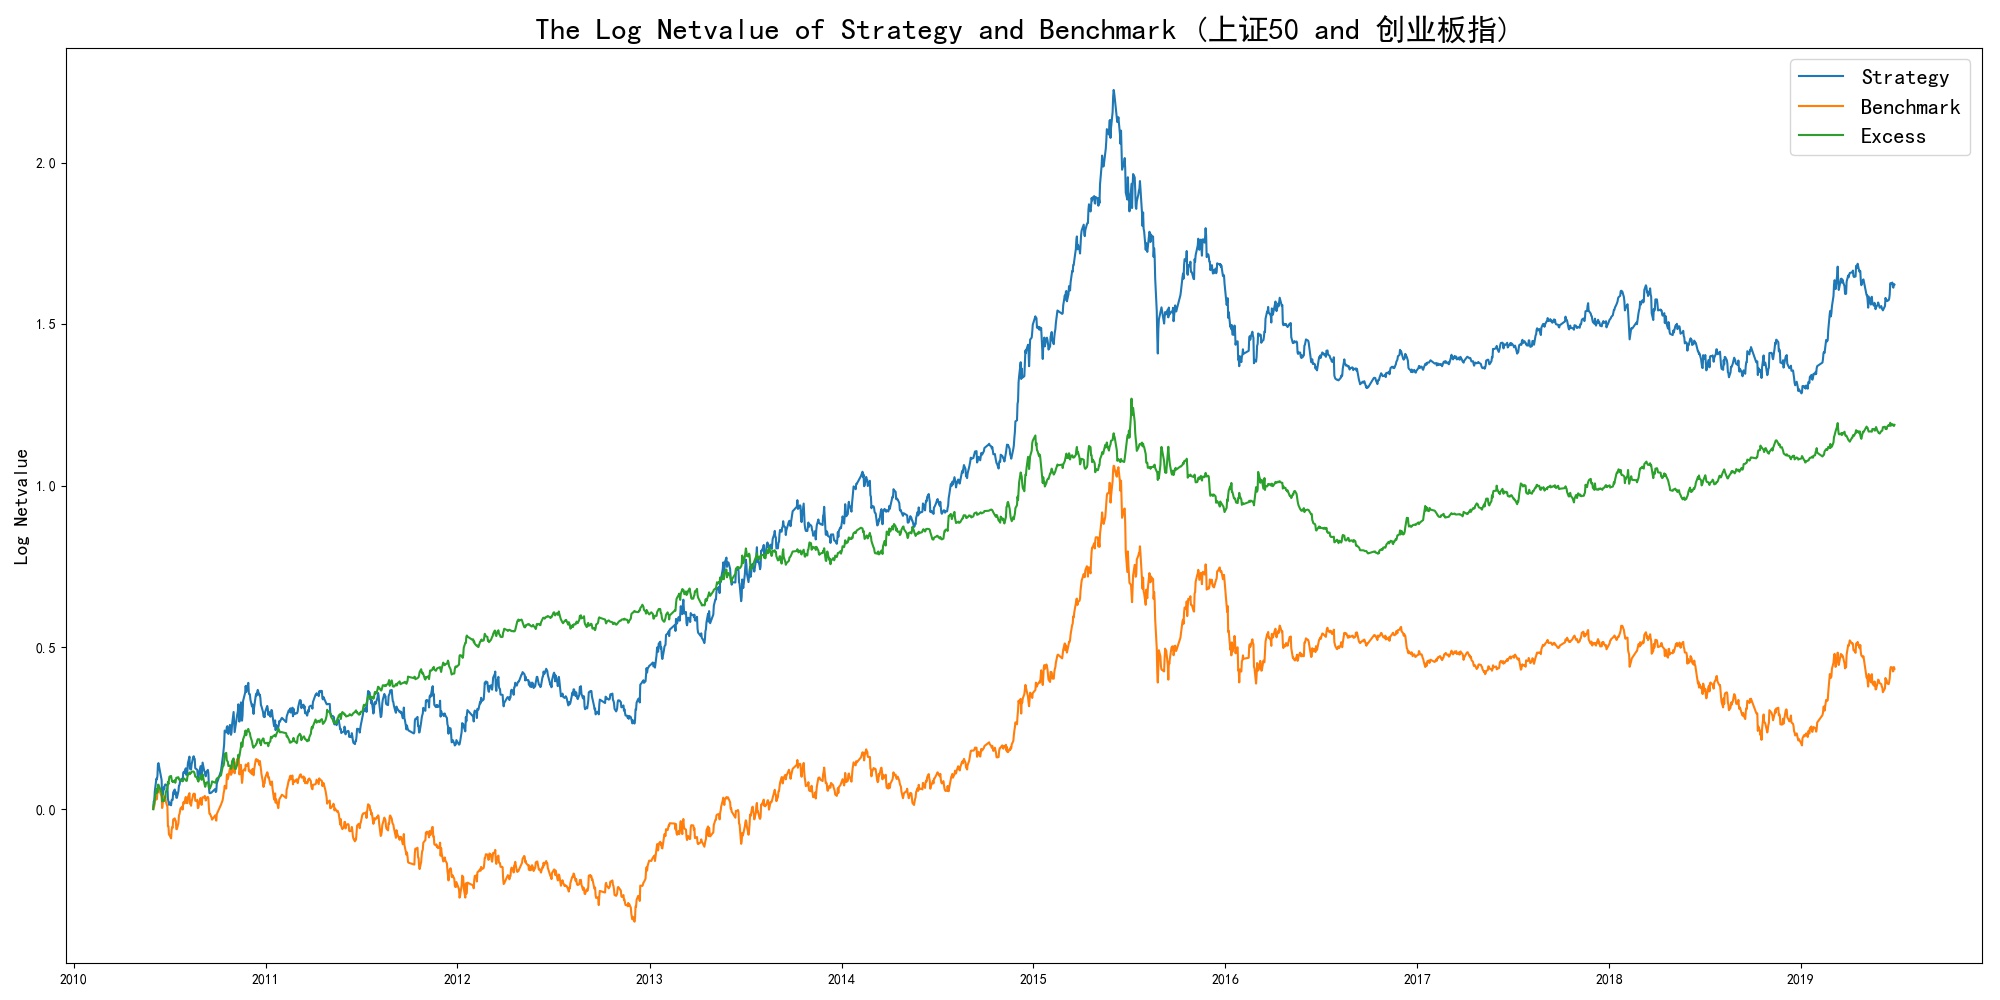 The Log Netvalue of Strategy and Benchmark (上证50 and 创业板指)
Strategy
Benchmark
Excess
Log Netvalue
2.0
1.5
1.0
0.5
0.0
2010 2011 2012 2013 2014 2015 2016 2017 2018 2019